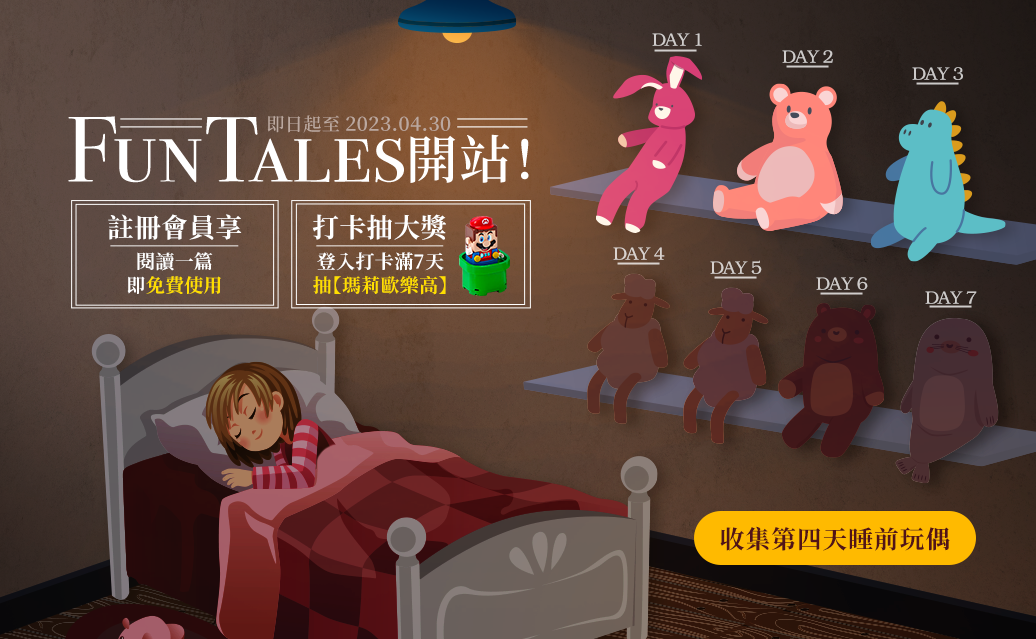 即日起至 2023.04.30
FUNTALES開站!
註冊會員享
閱讀一篇
即免費使用
打卡抽大獎
登入打卡滿7天
抽【瑪莉歐樂高】
DAY 1
DAY 2
DAY 3
DAY 4
DAY 5
DAY 6
DAY 7
收集第四天睡前玩偶